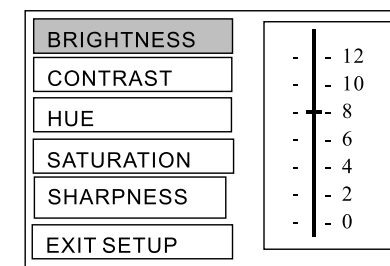 BRIGHTNESS
CONTRAST
HUE
SATURATION
SHARPNESS
EXIT SETUP
- - 12
- - 10
- - 8
- - 6
- - 4
- - 2
- - 0